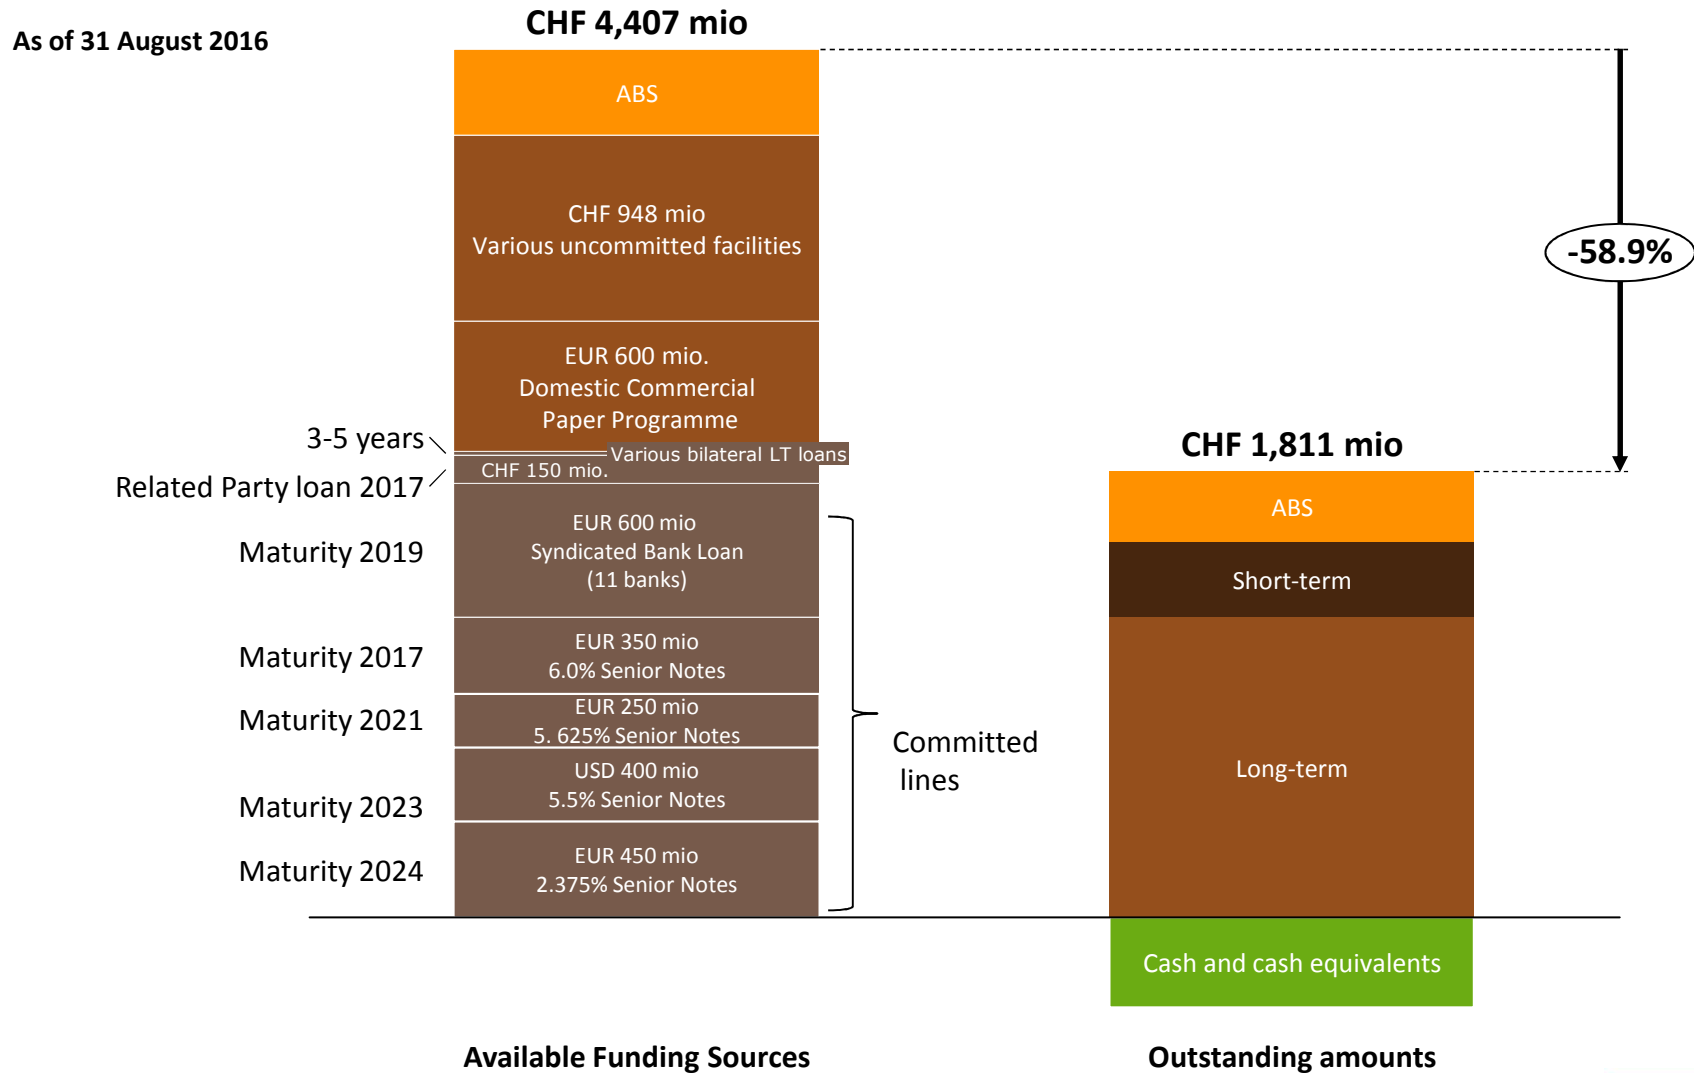 As of 31 August 2016
CHF 4,407 mio
ABS
CHF 948 mio
Various uncommitted facilities
EUR 600 mio.
Domestic Commercial
Paper Programme
3-5 years
Various bilateral LT loans
CHF 150 mio.
Related Party loan 2017
EUR 600 mio
Syndicated Bank Loan
(11 banks)
Maturity 2019
EUR 350 mio
6.0% Senior Notes
Maturity 2017
EUR 250 mio
5. 625% Senior Notes
Maturity 2021
USD 400 mio
5.5% Senior Notes
Maturity 2023
EUR 450 mio
2.375% Senior Notes
Maturity 2024
Committed
lines
-58.9%
CHF 1,811 mio
ABS
Short-term
Long-term
Cash and cash equivalents
Available Funding Sources
Outstanding amounts